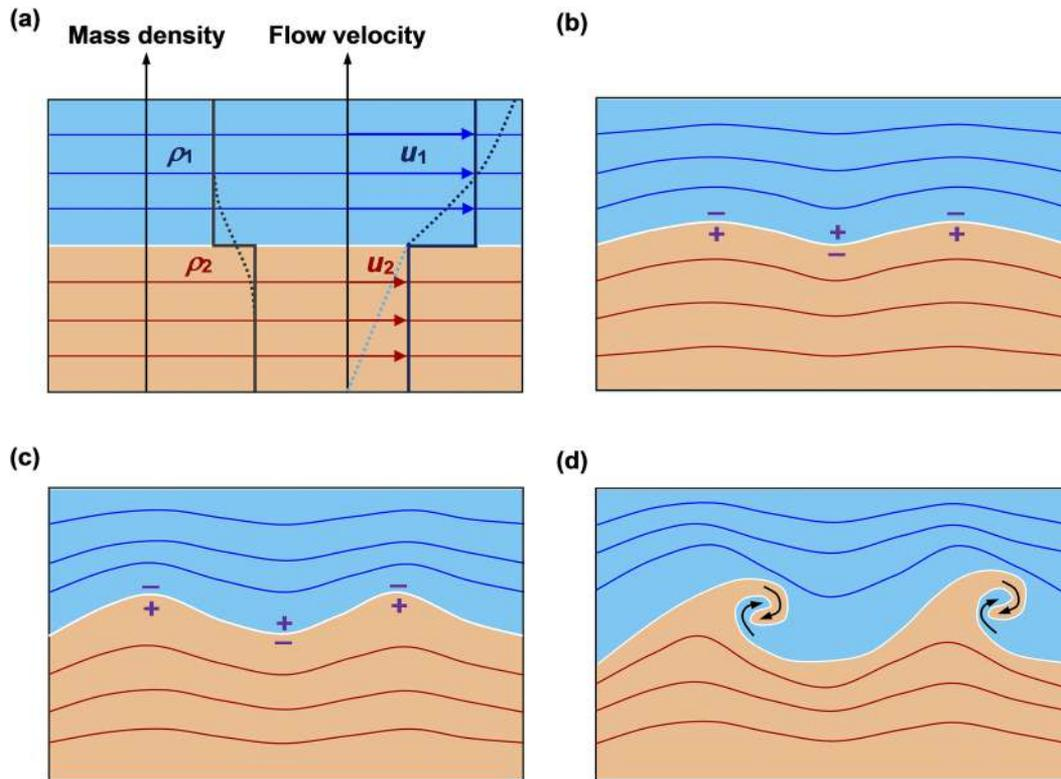 (a)
Mass density Flow velocity
ρ1 u1
ρ2 u2
(b)
− + − + − +
(c)
− + + − − +
(d)